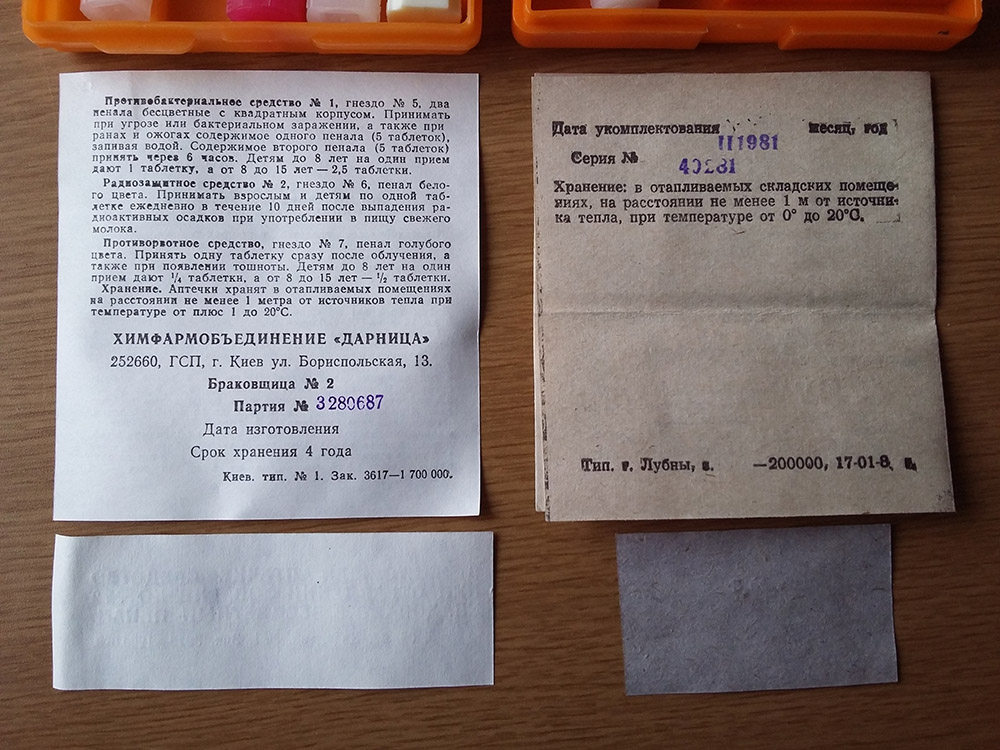 Противобактериальное средство № 1, гнездо № 5, два
пенала бесцветные с квадратным корпусом. Принимать
при угрозе или бактериальном заражении, а также при
ранах и ожогах содержимое одного пенала (5 таблеток),
запивая водой. Содержимое второго пенала (5 таблеток)
принять через 6 часов. Детям до 8 лет на один прием
дают 1 таблетку, а от 8 до 15 лет — 2,5 таблетки.
Радиозащитное средство № 2, гнездо № 6, пенал бело-
го цвета. Принимать взрослым и детям по одной таб-
летке ежедневно в течение 10 дней после выпадения ра-
диоактивных осадков при употреблении в пищу свежего
молока.
Противорвотное средство, гнездо № 7, пенал голубого
цвета. Принять одну таблетку сразу после облучения, а
также при появлении тошноты. Детям до 8 лет на один
прием дают 1/4 таблетки, а от 8 до 15 лет — 1/2 таблетки.
Хранение. Аптечки хранят в отапливаемых помещениях
на расстоянии не менее 1 метра от источников тепла при
температуре от плюс 1 до 20°С.
ХИМФАРМОБЪЕДИНЕНИЕ «ДАРНИЦА»
252660, ГСП, г. Киев ул. Бориспольская, 13.
Браковщица № 2
Партия № 3280687
Дата изготовления
Срок хранения 4 года
Киев. тип. № 1. Зак. 3617—1 700 000.
Дата укомплектования месяц, год
II1981
Серия № 40281
Хранение: в отапливаемых складских помеще-
ниях, на расстоянии не менее 1 м от источни-
ка тепла, при температуре от 0° до 20°С.
Тип. г. Лубны, з. —200000, 17-01-8